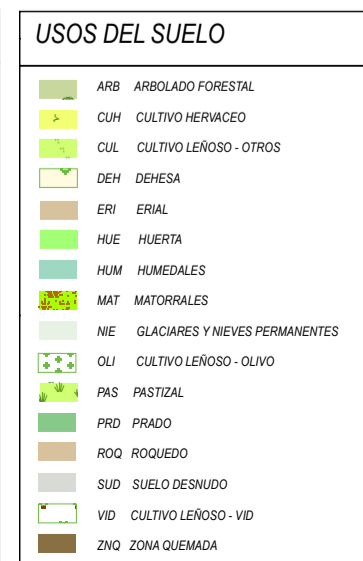 USOS DEL SUELO
ARB ARBOLADO FORESTAL
CUH CULTIVO HERVACEO
CUL CULTIVO LEÑOSO - OTROS
DEH DEHESA
ERI ERIAL
HUE HUERTA
HUM HUMEDALES
MAT MATORRALES
NIE GLACIARES Y NIEVES PERMANENTES
OLI CULTIVO LEÑOSO - OLIVO
PAS PASTIZAL
PRD PRADO
ROQ ROQUEDO
SUD SUELO DESNUDO
VID CULTIVO LEÑOSO - VID
ZNQ ZONA QUEMADA